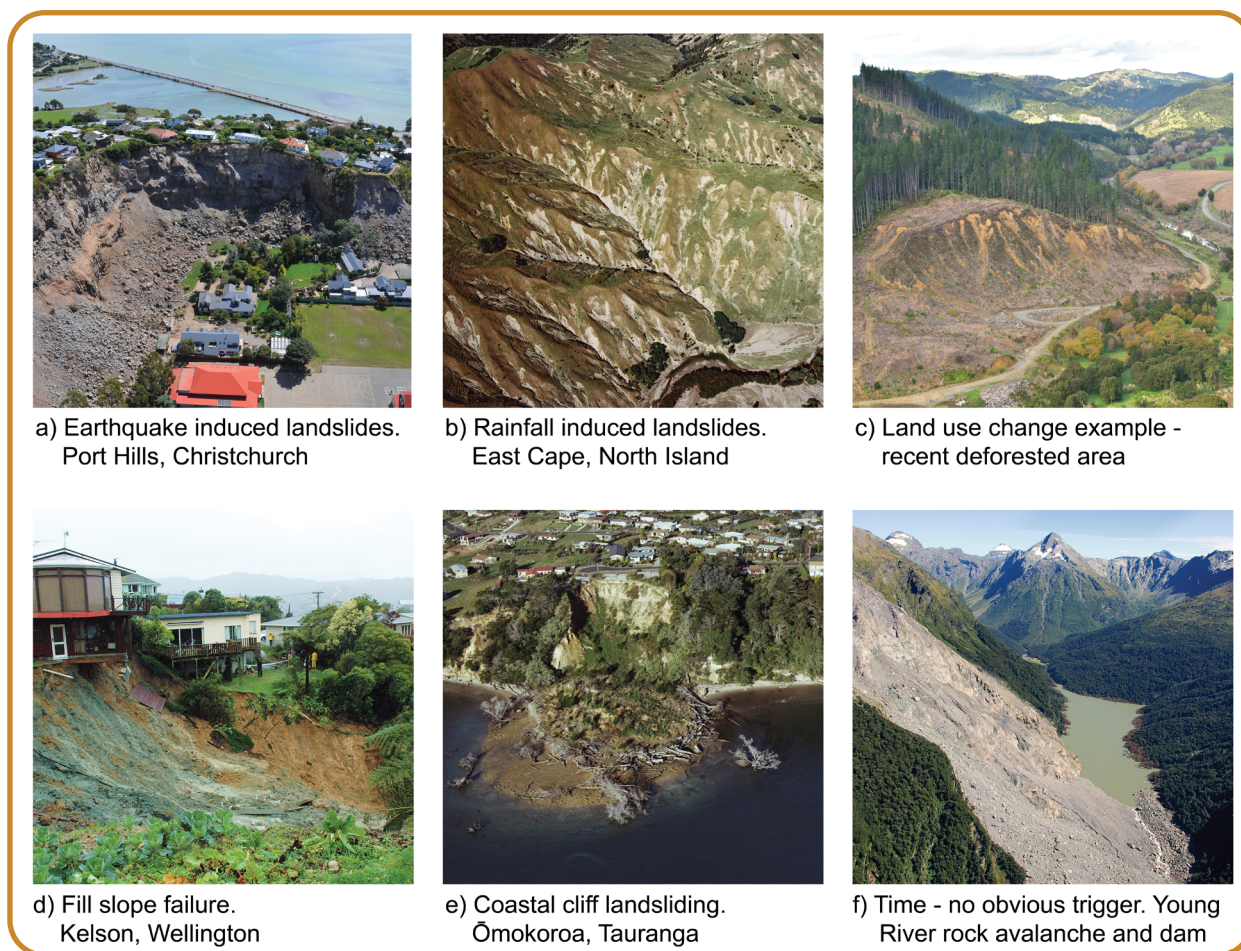 a) Earthquake induced landslides.
Port Hills, Christchurch
b) Rainfall induced landslides.
East Cape, North Island
c) Land use change example -
recent deforested area
d) Fill slope failure.
Kelson, Wellington
e) Coastal cliff landsliding.
Ōmokoroa, Tauranga
f) Time - no obvious trigger. Young
River rock avalanche and dam